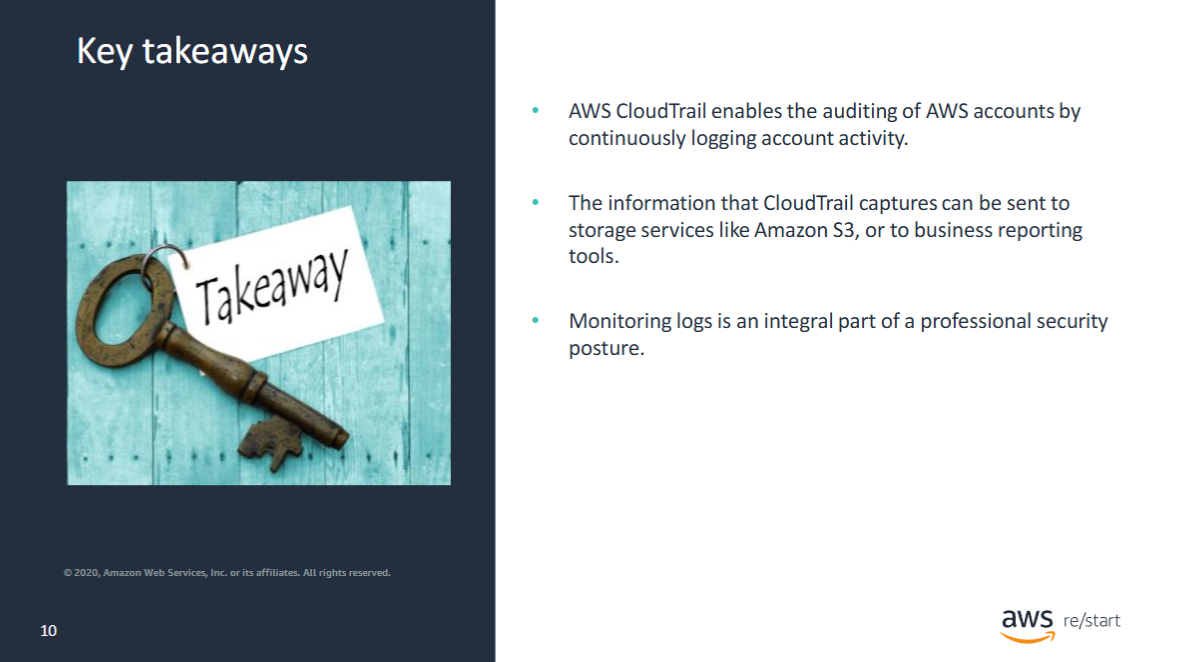 Key takeaways
Takeaway
© 2020, Amazon Web Services, Inc. or its affiliates. All rights reserved.
10
• AWS CloudTrail enables the auditing of AWS accounts by
continuously logging account activity.
• The information that CloudTrail captures can be sent to
storage services like Amazon S3, or to business reporting
tools.
• Monitoring logs is an integral part of a professional security
posture.
aws re/start